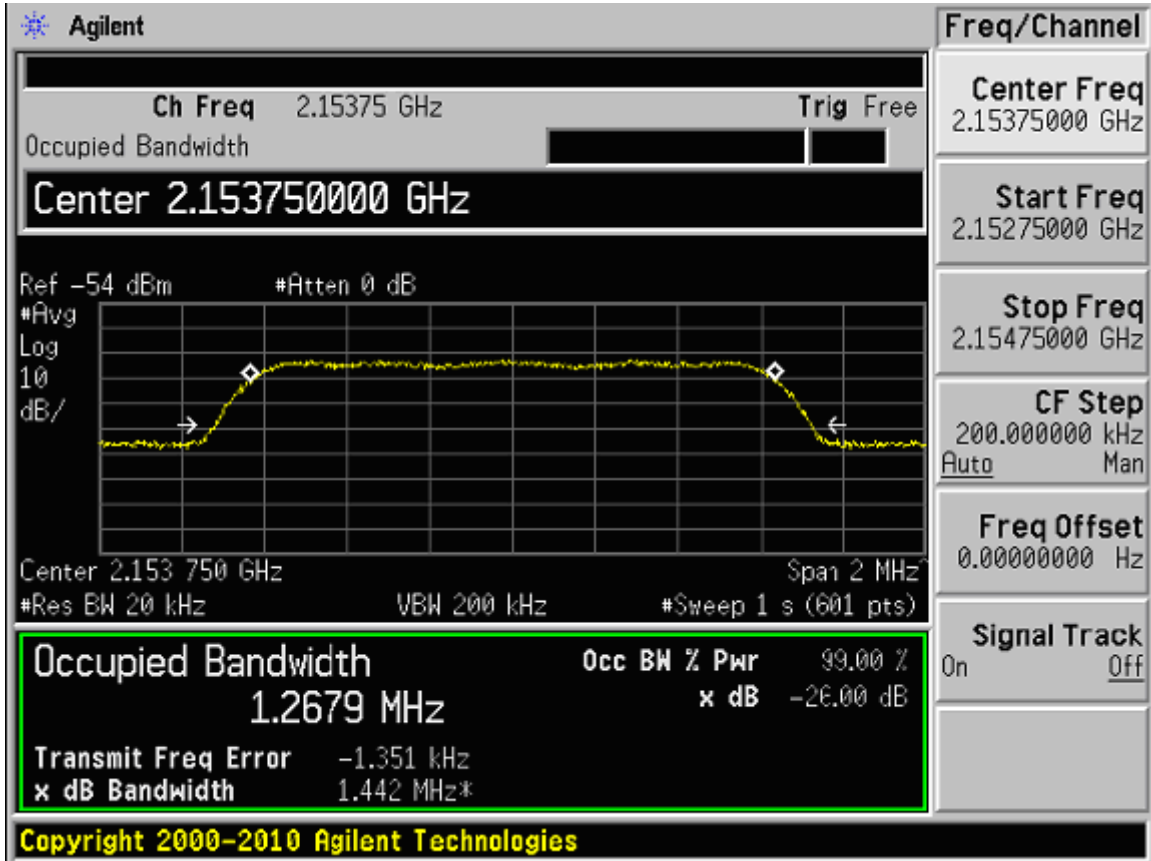 Agilent
Freq/Channel
Ch Freq 2.15375 GHz Trig Free
Occupied Bandwidth
Center 2.153750000 GHz
Center Freq
2.15375000 GHz
Start Freq
2.15275000 GHz
Stop Freq
2.15475000 GHz
CF Step
200.000000 kHz
Auto Man
Freq Offset
0.00000000 Hz
Signal Track
On Off
Ref -54 dBm #Atten 0 dB
#Avg
Log
10
dB/
Center 2.153 750 GHz Span 2 MHz
#Res BW 20 kHz VBW 200 kHz #Sweep 1 s (601 pts)
Occupied Bandwidth Occ BW % Pwr 99.00 %
1.2679 MHz x dB -26.00 dB
Transmit Freq Error -1.351 kHz
x dB Bandwidth 1.442 MHz*
Copyright 2000-2010 Agilent Technologies